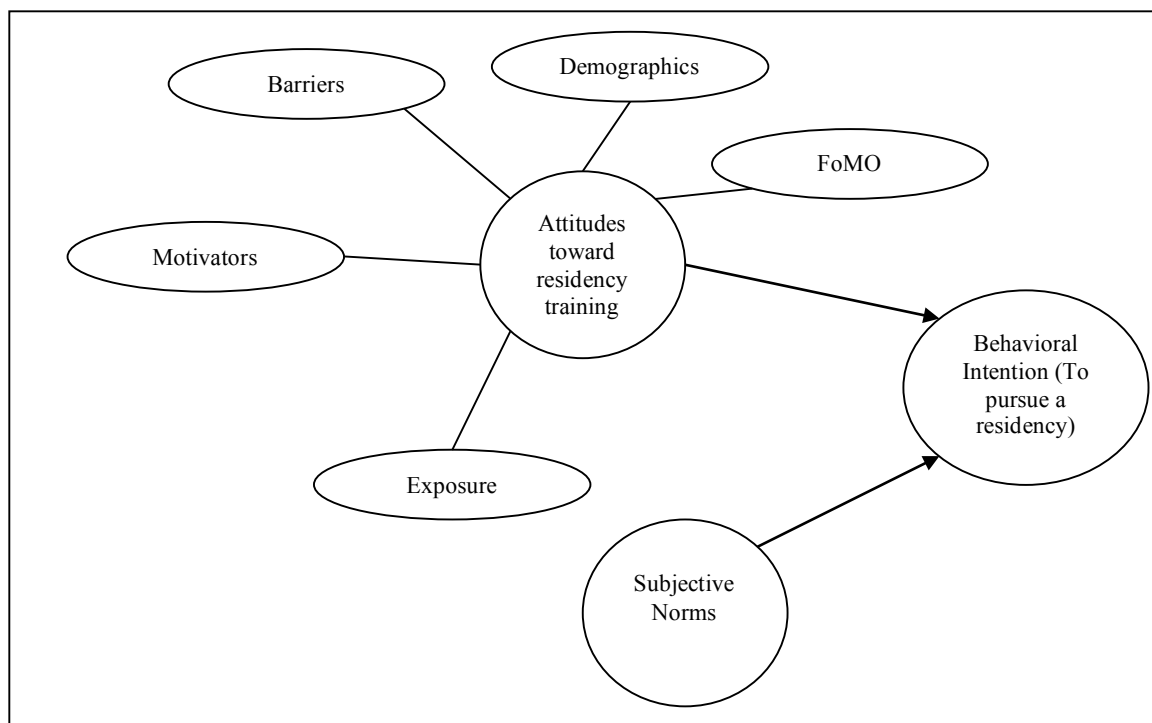 Demographics
Barriers
FoMO
Attitudes
toward
residency
training
Motivators
Behavioral
Intention (To
pursue a
residency)
Exposure
Subjective
Norms